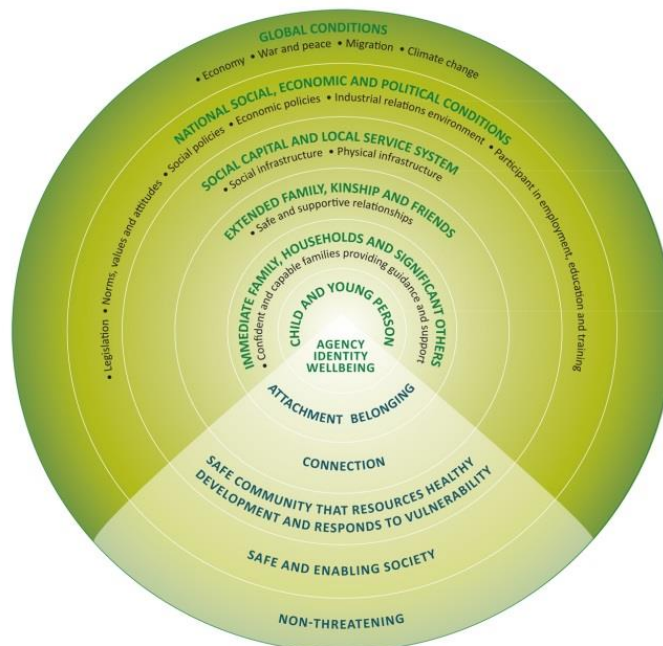 GLOBAL CONDITIONS
• Economy • War and peace • Migration • Climate change
NATIONAL SOCIAL, ECONOMIC AND POLITICAL CONDITIONS
• Legislation • Norms, values and attitudes • Social policies • Economic policies • Industrial relations environment • Participant in employment, education and training
SOCIAL CAPITAL AND LOCAL SERVICE SYSTEM
• Social infrastructure • Physical infrastructure
EXTENDED FAMILY, KINSHIP AND FRIENDS
• Safe and supportive relationships
IMMEDIATE FAMILY, HOUSEHOLDS AND SIGNIFICANT OTHERS
• Confident and capable families providing guidance and support
CHILD AND YOUNG PERSON
AGENCY
IDENTITY
WELLBEING
ATTACHMENT BELONGING
CONNECTION
SAFE COMMUNITY THAT RESOURCES HEALTHY
DEVELOPMENT AND RESPONDS TO VULNERABILITY
SAFE AND ENABLING SOCIETY
NON-THREATENING